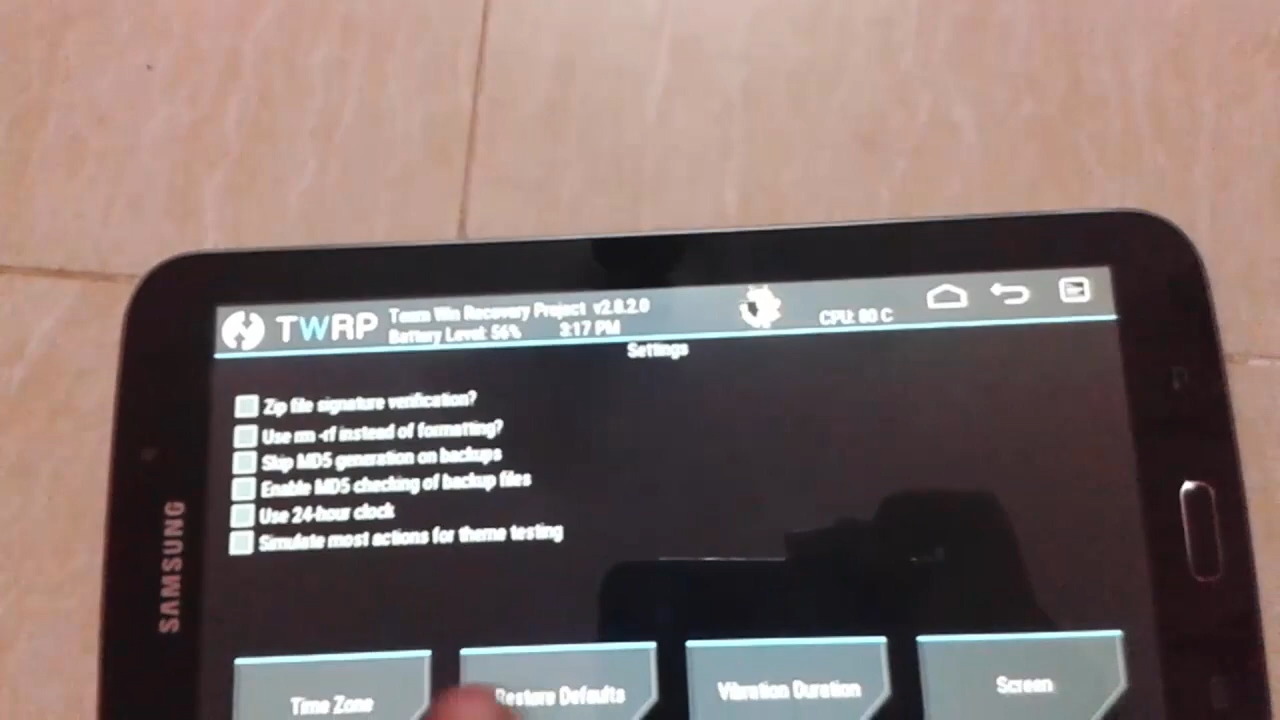 TWRP
Team Win Recovery Project v2.8.2.0
Battery Level: 56% 3:17 PM
CPU: 80 C
Settings
Zip file signature verification?
Use rm -rf instead of formatting?
Skip MD5 generation on backups
Enable MD5 checking of backup files
Use 24-hour clock
Simulate most actions for theme testing
SAMSUNG
Time Zone
Restore Defaults
Vibration Duration
Screen